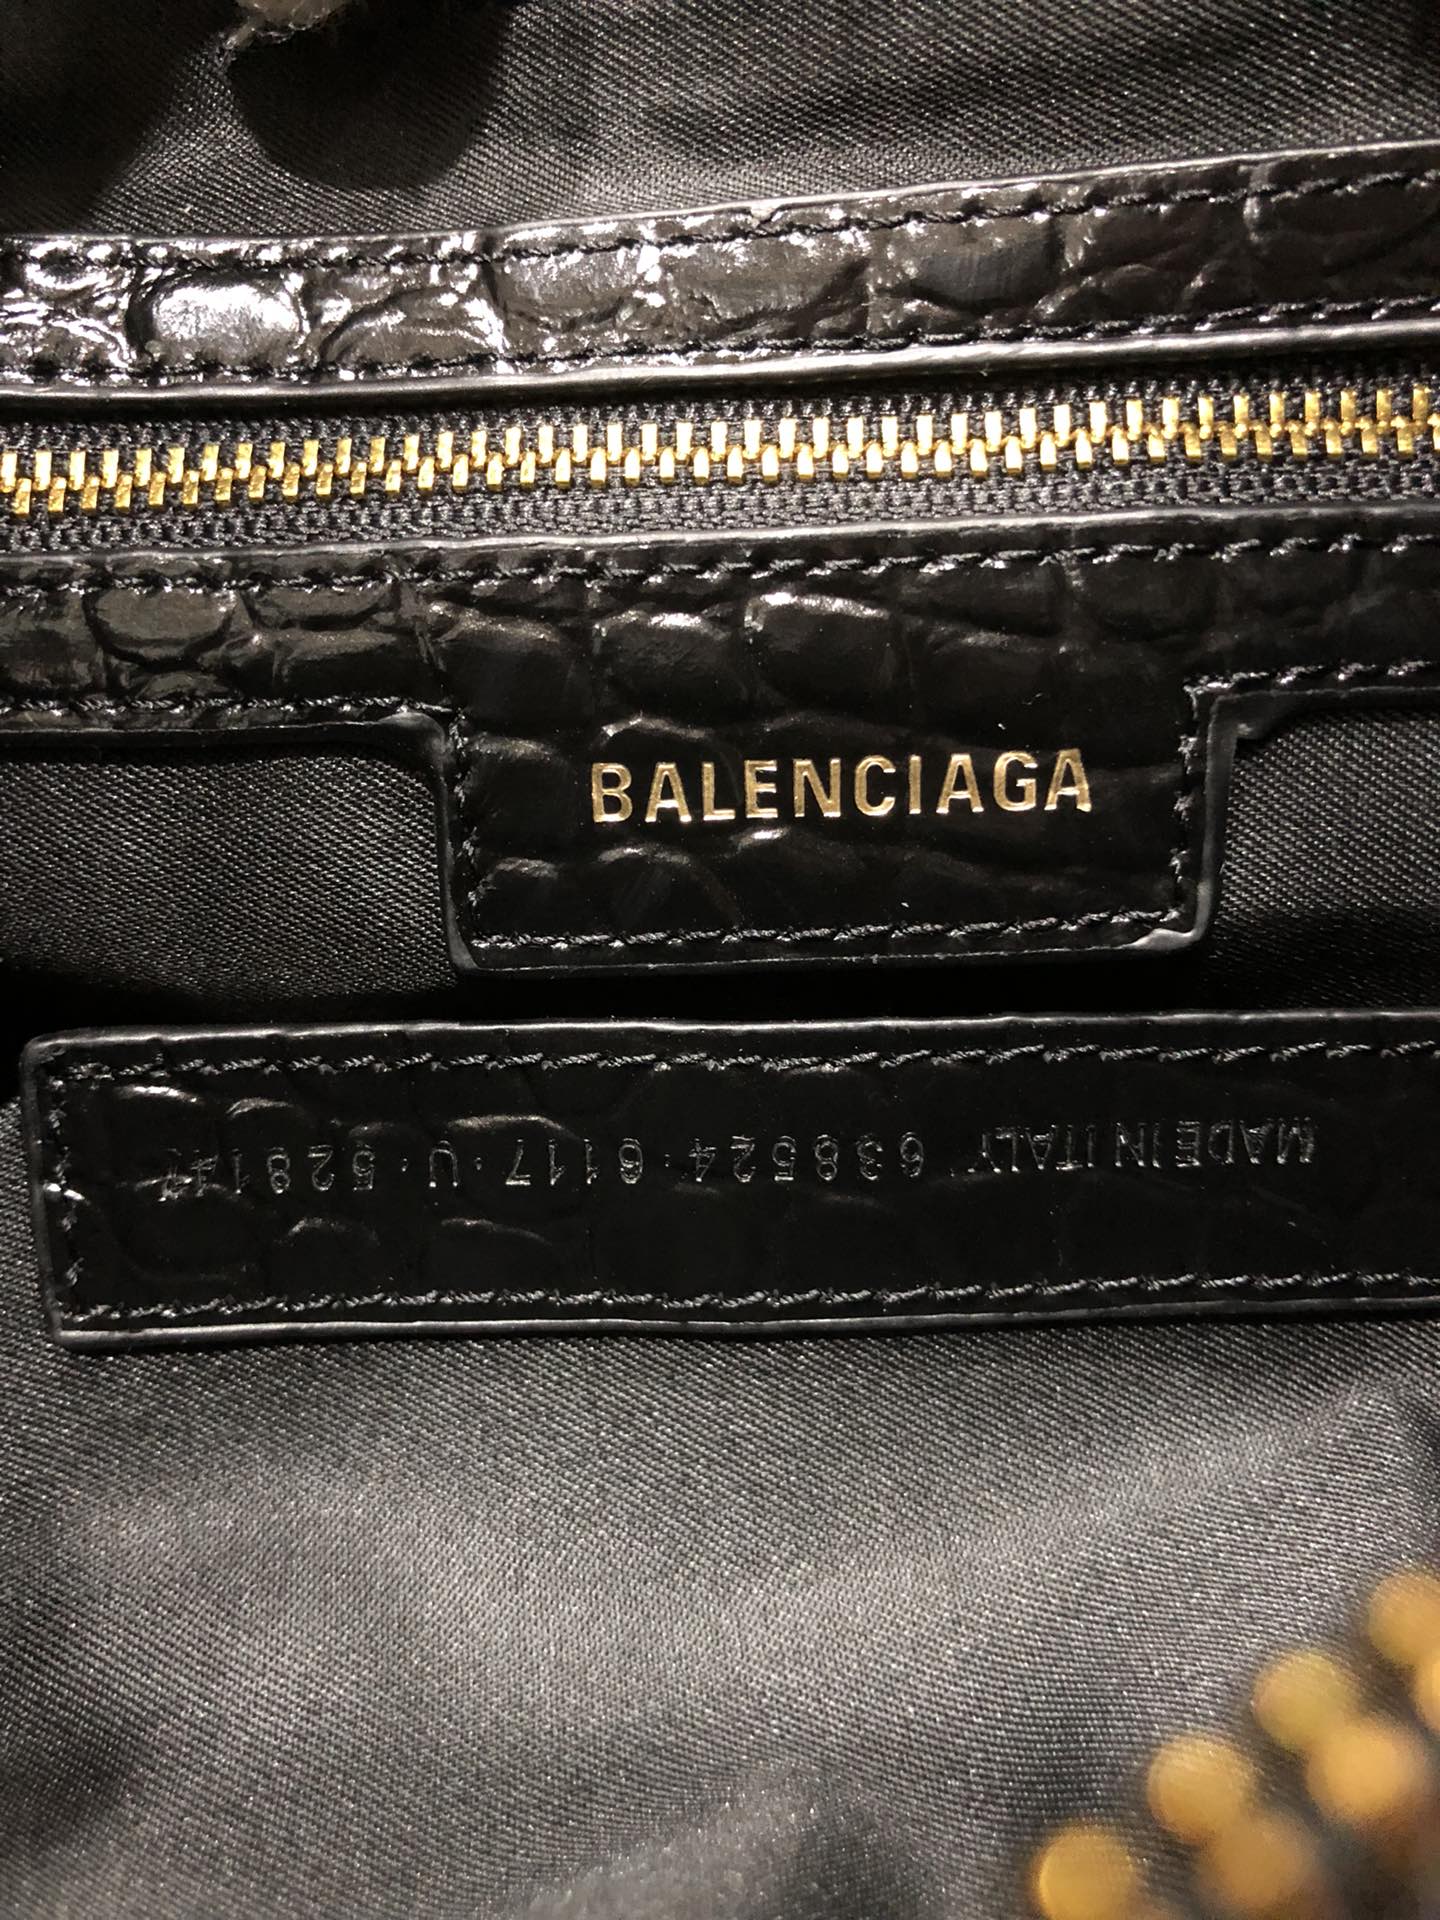 BALENCIAGA
MADE IN ITALY 638524· 6117· U· 528147